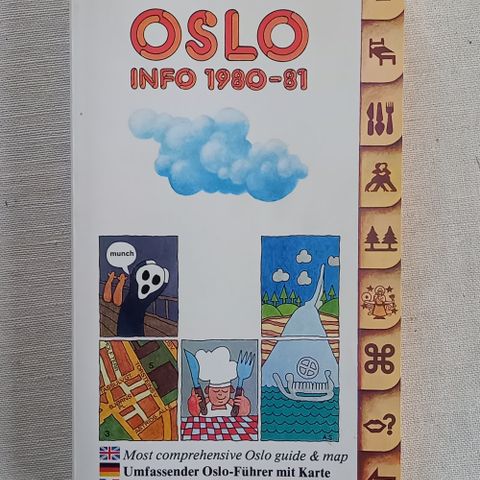 OSLO
INFO 1980-81
munch
Most comprehensive Oslo guide & map
Umfassender Oslo-Führer mit Karte